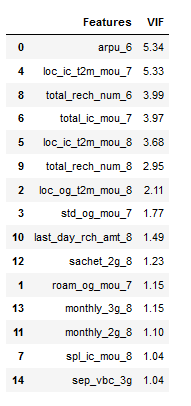 Features VIF
0 arpu_6 5.34
4 loc_ic_t2m_mou_7 5.33
8 total_rech_num_6 3.99
6 total_ic_mou_7 3.97
5 loc_ic_t2m_mou_8 3.68
9 total_rech_num_8 2.95
2 loc_og_t2m_mou_8 2.11
3 std_og_mou_7 1.77
10 last_day_rch_amt_8 1.49
12 sachet_2g_8 1.23
1 roam_og_mou_7 1.15
13 monthly_3g_8 1.15
11 monthly_2g_8 1.10
7 spl_ic_mou_8 1.04
14 sep_vbc_3g 1.04